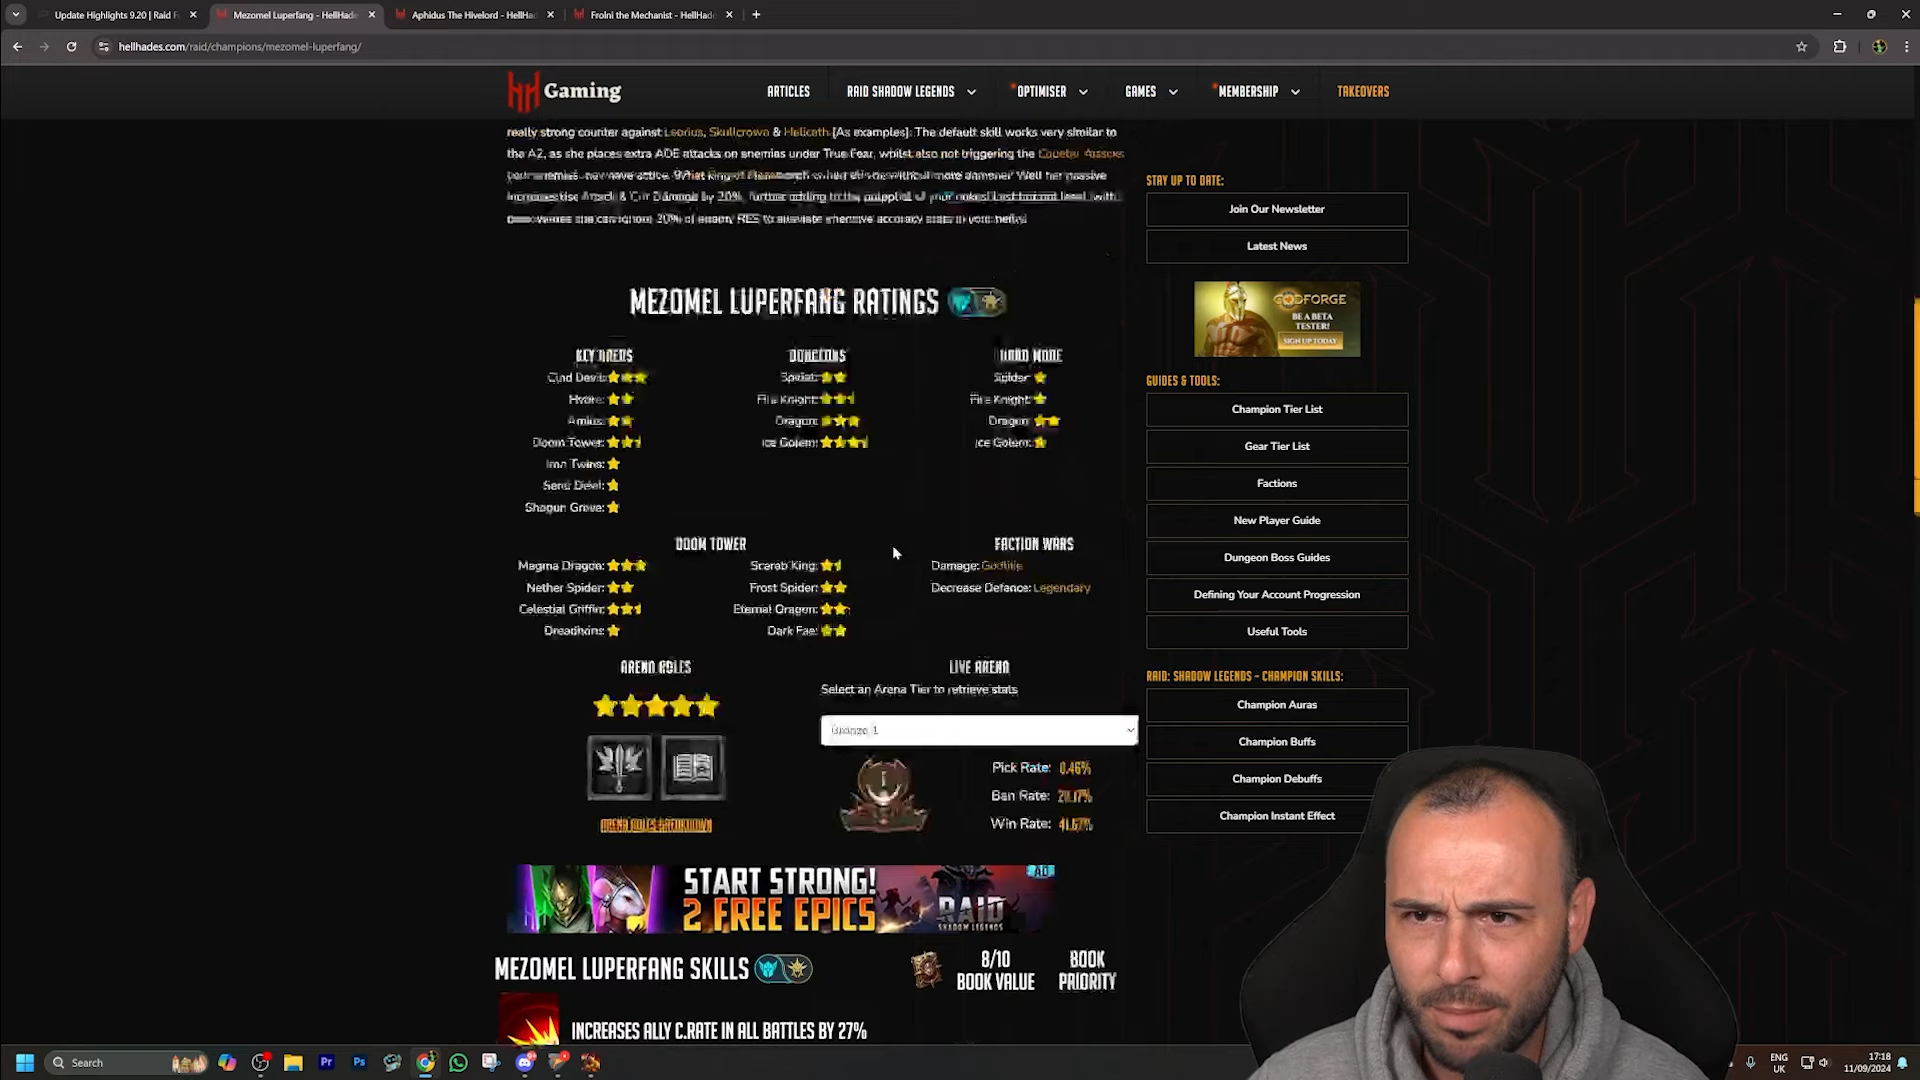 Update Highlights 9.20 | Raid F
Mezomel Luperfang - HellHade
Aphidus The Hivelord - HellHad
Frolni the Mechanist - HellHade
hellhades.com/raid/champions/mezomel-luperfang/
Gaming
ARTICLES
RAID SHADOW LEGENDS
OPTIMISER
GAMES
MEMBERSHIP
TAKEOVERS
really strong counter against Leorius, Skullcrown & Helicath [As examples]. The default skill works very similar to
the A2, as she places extra AOE attacks on enemies under True Fear, whilst also not triggering the
MEZOMEL LUPERFANG RATINGS
KEY AREAS
Hydra:
Amius:
Doom Tower:
Iron Twins:
Sand Devil:
Shogun Grove:
DUNGEONS
Spider:
Fire Knight:
Dragon:
Ice Golem:
HARD MODE
Spider:
Fire Knight:
Dragon:
Ice Golem:
DOOM TOWER
Magma Dragon:
Nether Spider:
Celestial Griffin:
Dreadhorn:
Scarab King:
Frost Spider:
Eternal Dragon:
Dark Fae:
FACTION WARS
Damage: Godlike
Decrease Defence: Legendary
ARENA ROLES
ARENA ROLES BREAKDOWN
LIVE ARENA
Select an Arena Tier to retrieve stats
Bronze 1
Pick Rate: 0.46%
Ban Rate:
Win Rate: 41.67%
START STRONG!
2 FREE EPICS
RAID
SHADOW LEGENDS
AD
MEZOMEL LUPERFANG SKILLS
8/10
BOOK VALUE
BOOK
PRIORITY
INCREASES ALLY C.RATE IN ALL BATTLES BY 27%
STAY UP TO DATE:
Join Our Newsletter
Latest News
GODFORGE
BE A BETA
TESTER!
SIGN UP TODAY
GUIDES & TOOLS:
Champion Tier List
Gear Tier List
Factions
New Player Guide
Dungeon Boss Guides
Defining Your Account Progression
Useful Tools
RAID: SHADOW LEGENDS - CHAMPION SKILLS:
Champion Auras
Champion Buffs
Champion Debuffs
Champion Instant Effect
Search
ENG
UK
17:18
11/09/2024